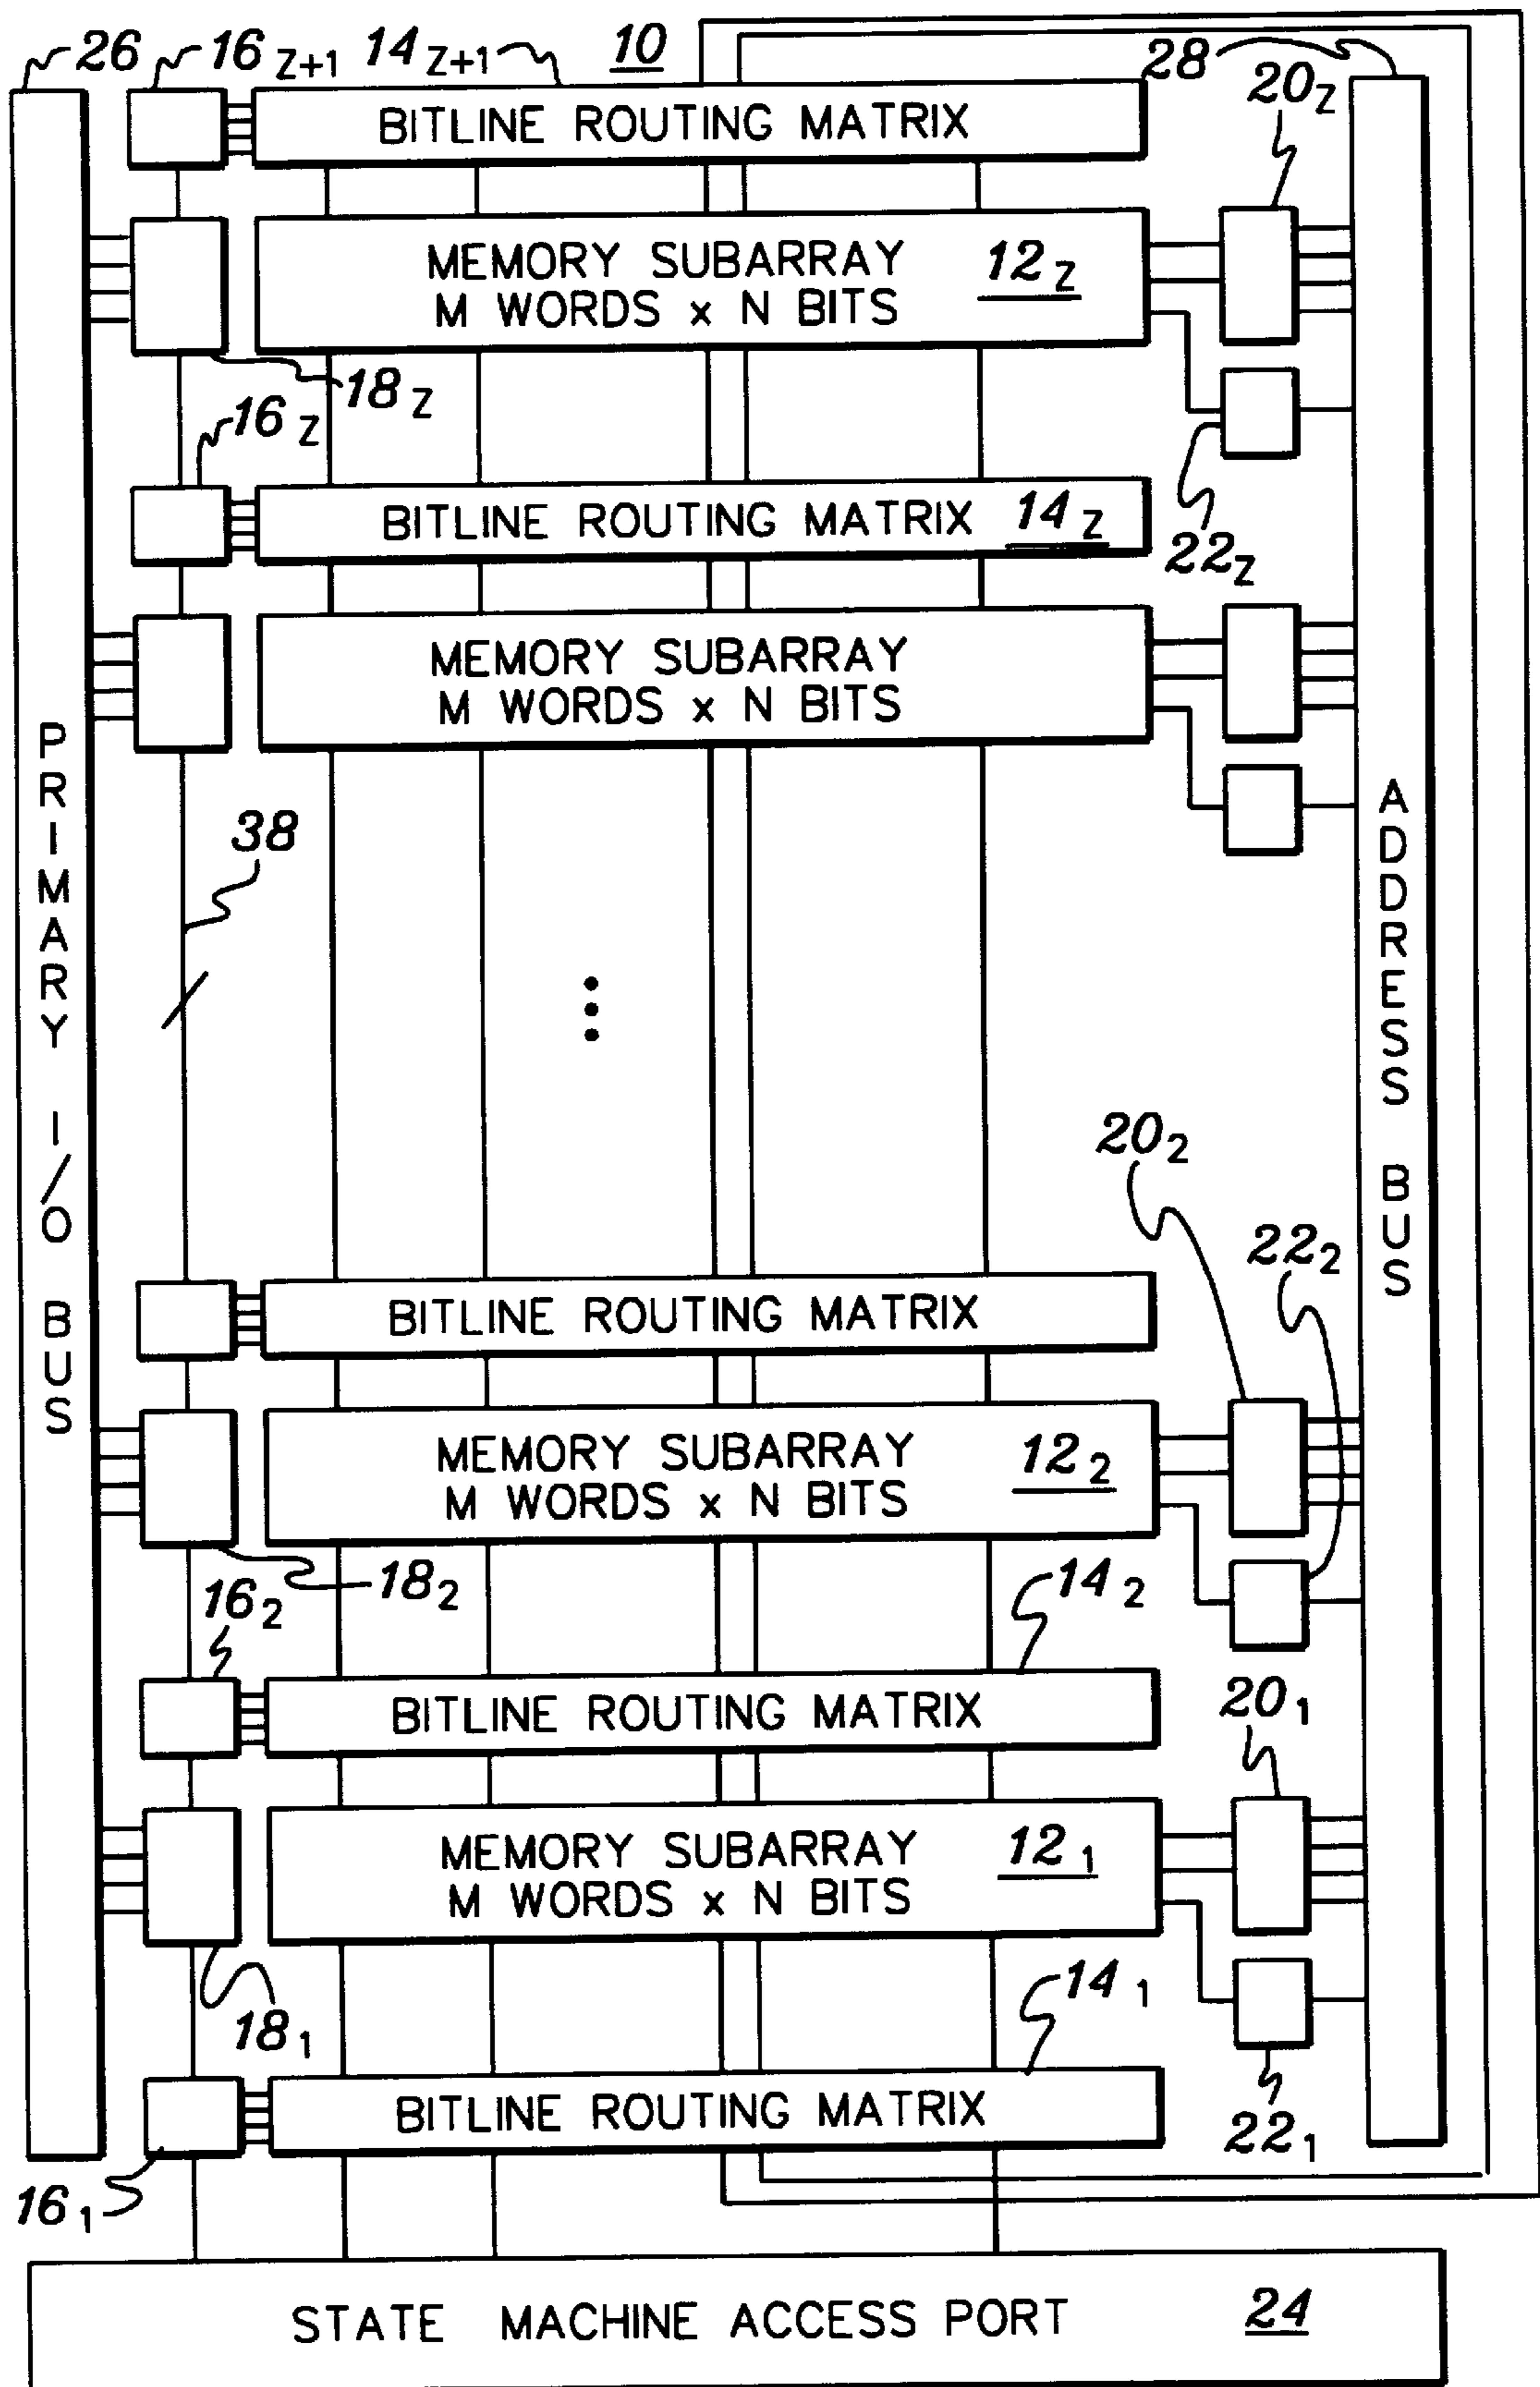 26
16 Z+1
14 Z+1
10
28
20 Z
BITLINE ROUTING MATRIX
MEMORY SUBARRAY
M WORDS x N BITS
12 Z
18 Z
16 Z
BITLINE ROUTING MATRIX
14 Z
22 Z
MEMORY SUBARRAY
M WORDS x N BITS
PRIMARY I/O BUS
ADDRESS BUS
38
20 2
22 2
BITLINE ROUTING MATRIX
MEMORY SUBARRAY
M WORDS x N BITS
12 2
18 2
16 2
14 2
BITLINE ROUTING MATRIX
20 1
MEMORY SUBARRAY
M WORDS x N BITS
12 1
18 1
14 1
BITLINE ROUTING MATRIX
22 1
16 1
STATE MACHINE ACCESS PORT
24